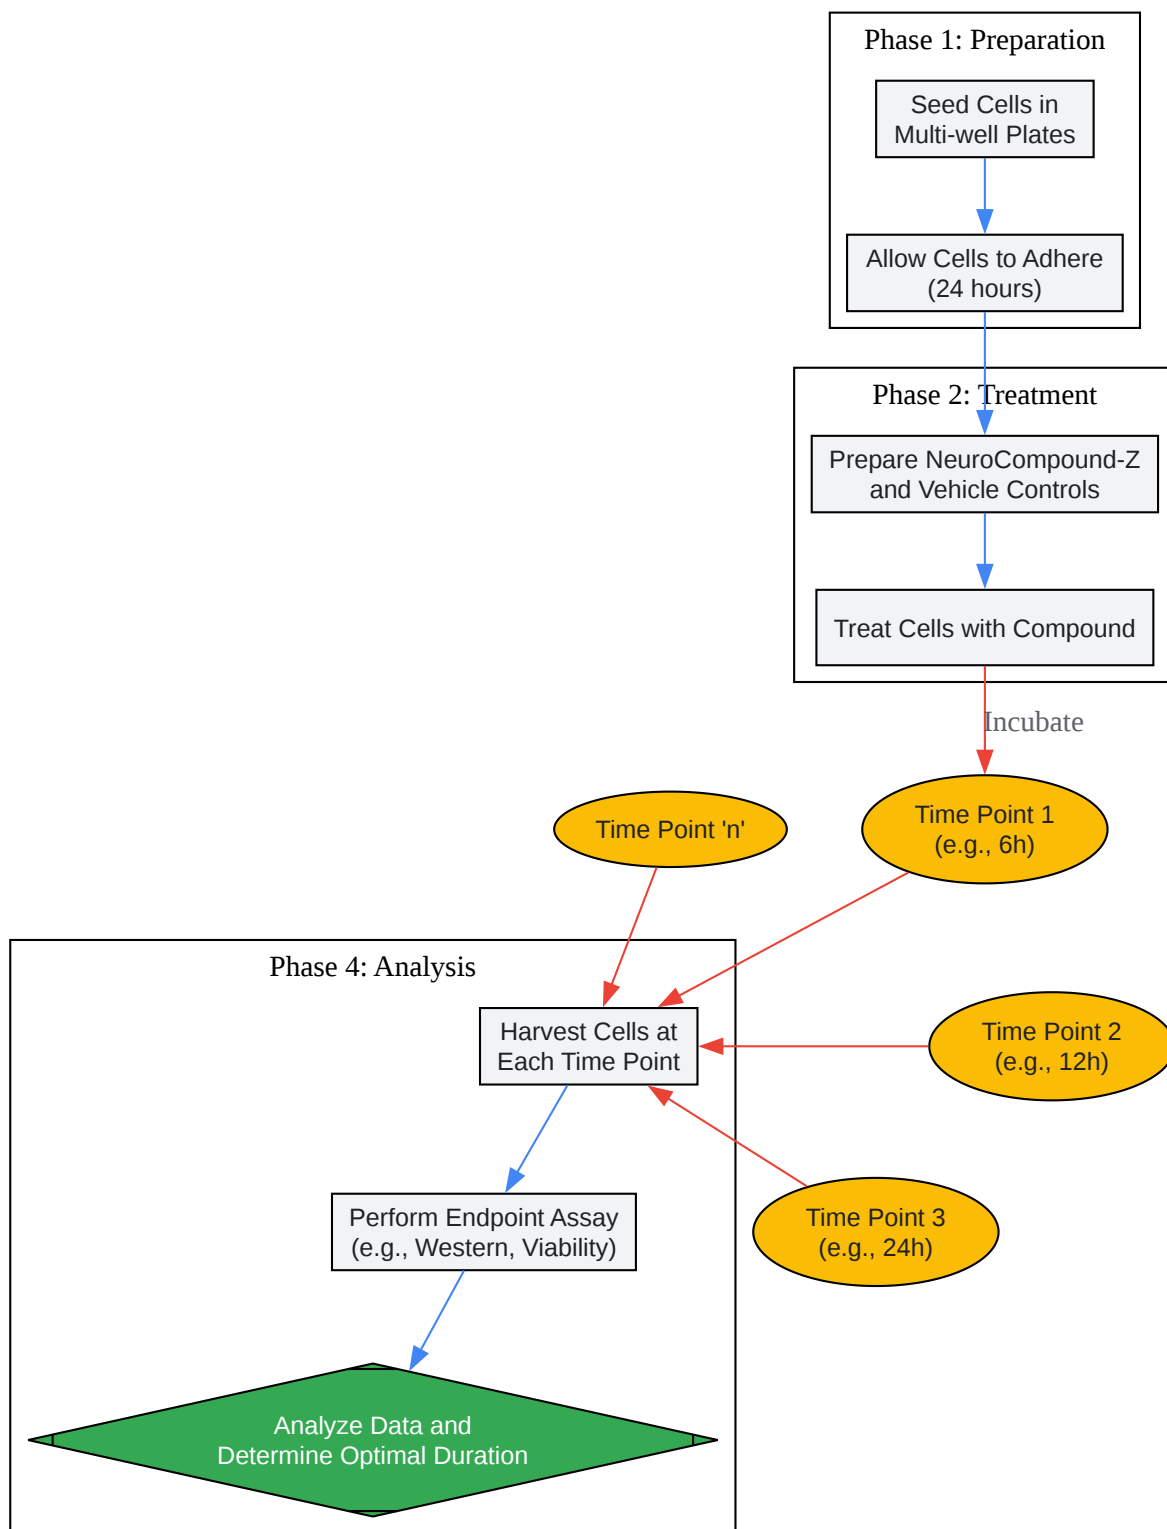 Phase 1: Preparation
Seed Cells in
Multi-well Plates
Allow Cells to Adhere
(24 hours)
Phase 2: Treatment
Prepare NeuroCompound-Z
and Vehicle Controls
Treat Cells with Compound
Incubate
Time Point 'n'
Time Point 1
(e.g., 6h)
Phase 4: Analysis
Harvest Cells at
Each Time Point
Time Point 2
(e.g., 12h)
Perform Endpoint Assay
(e.g., Western, Viability)
Time Point 3
(e.g., 24h)
Analyze Data and
Determine Optimal Duration